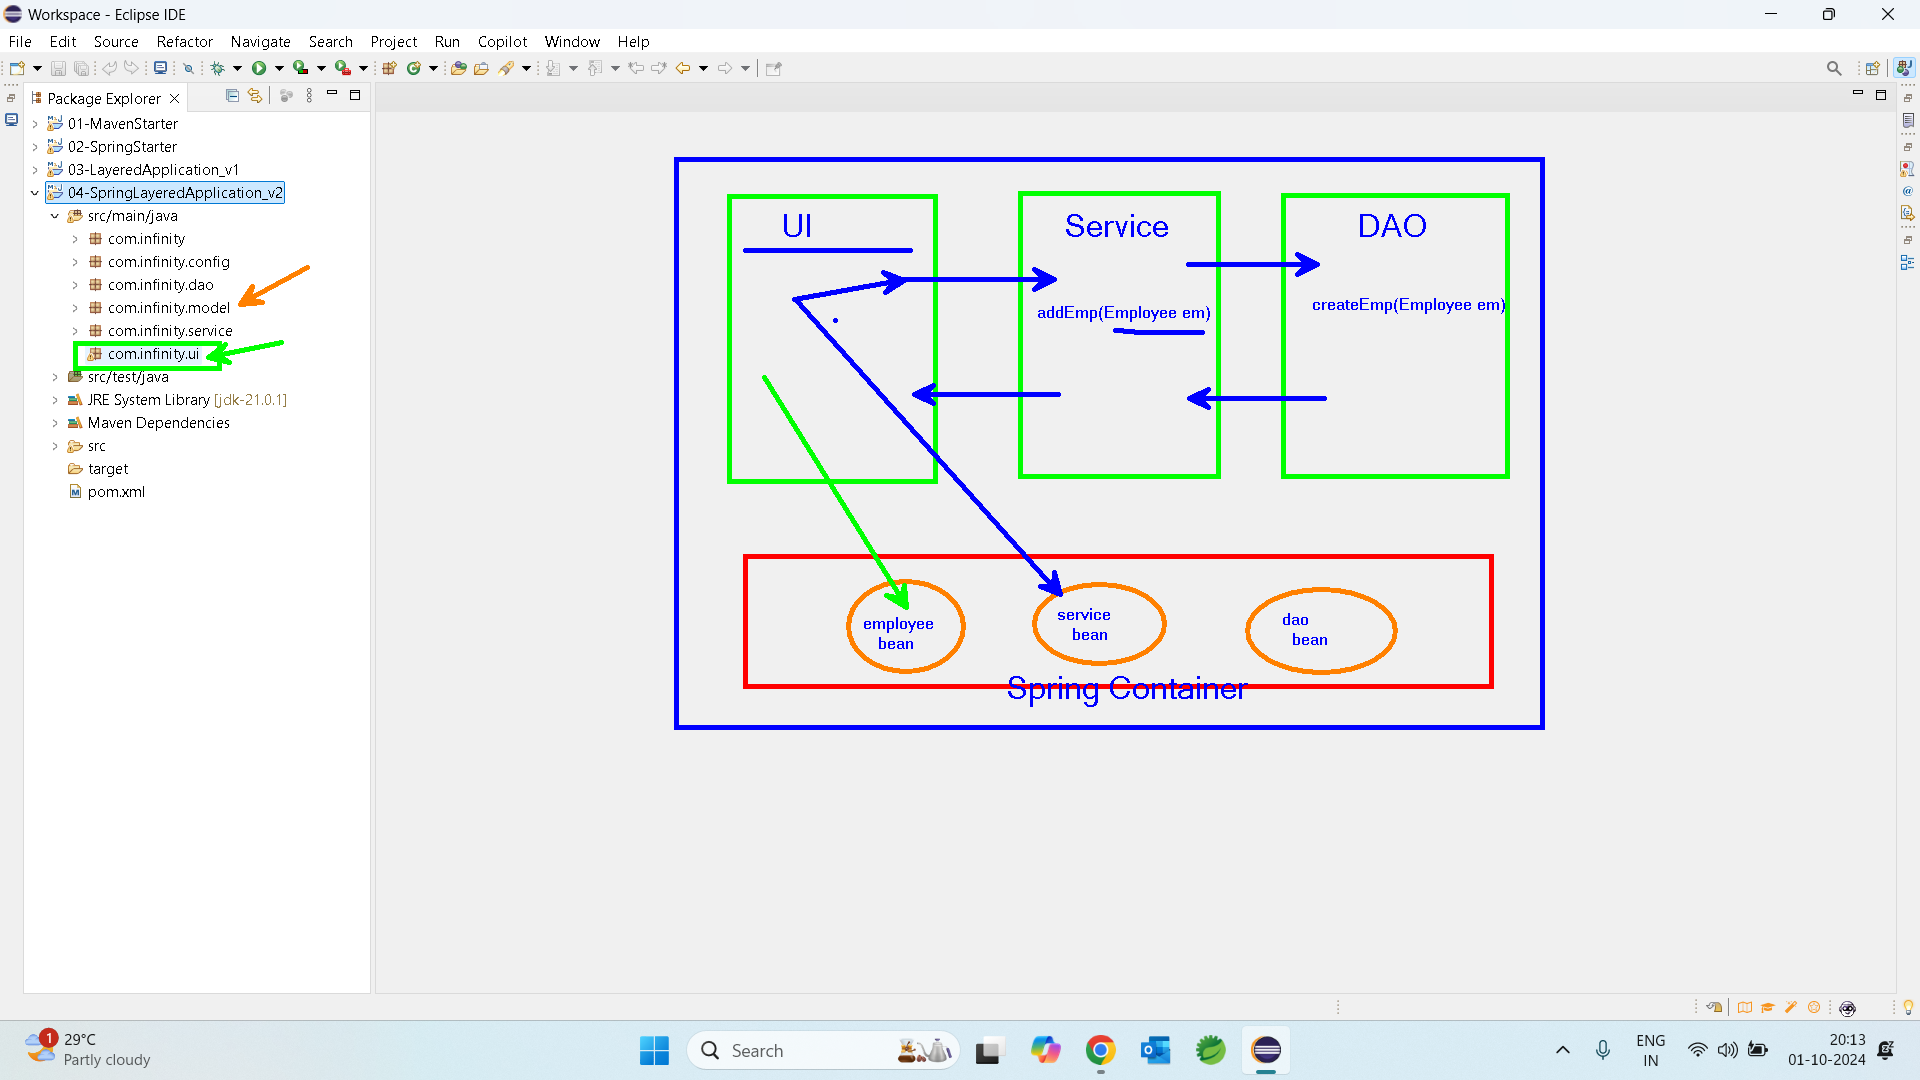 Workspace - Eclipse IDE
File Edit Source Refactor Navigate Search Project Run Copilot Window Help
Package Explorer
01-MavenStarter
02-SpringStarter
03-LayeredApplication_v1
04-SpringLayeredApplication_v2
src/main/java
com.infinity
com.infinity.config
com.infinity.dao
com.infinity.model
com.infinity.service
com.infinity.ui
src/test/java
JRE System Library [jdk-21.0.1]
Maven Dependencies
src
target
pom.xml
UI
Service
addEmp(Employee em)
DAO
createEmp(Employee em)
employee
bean
service
bean
dao
bean
Spring Container
1
29°C
Partly cloudy
Search
ENG
IN
20:13
01-10-2024